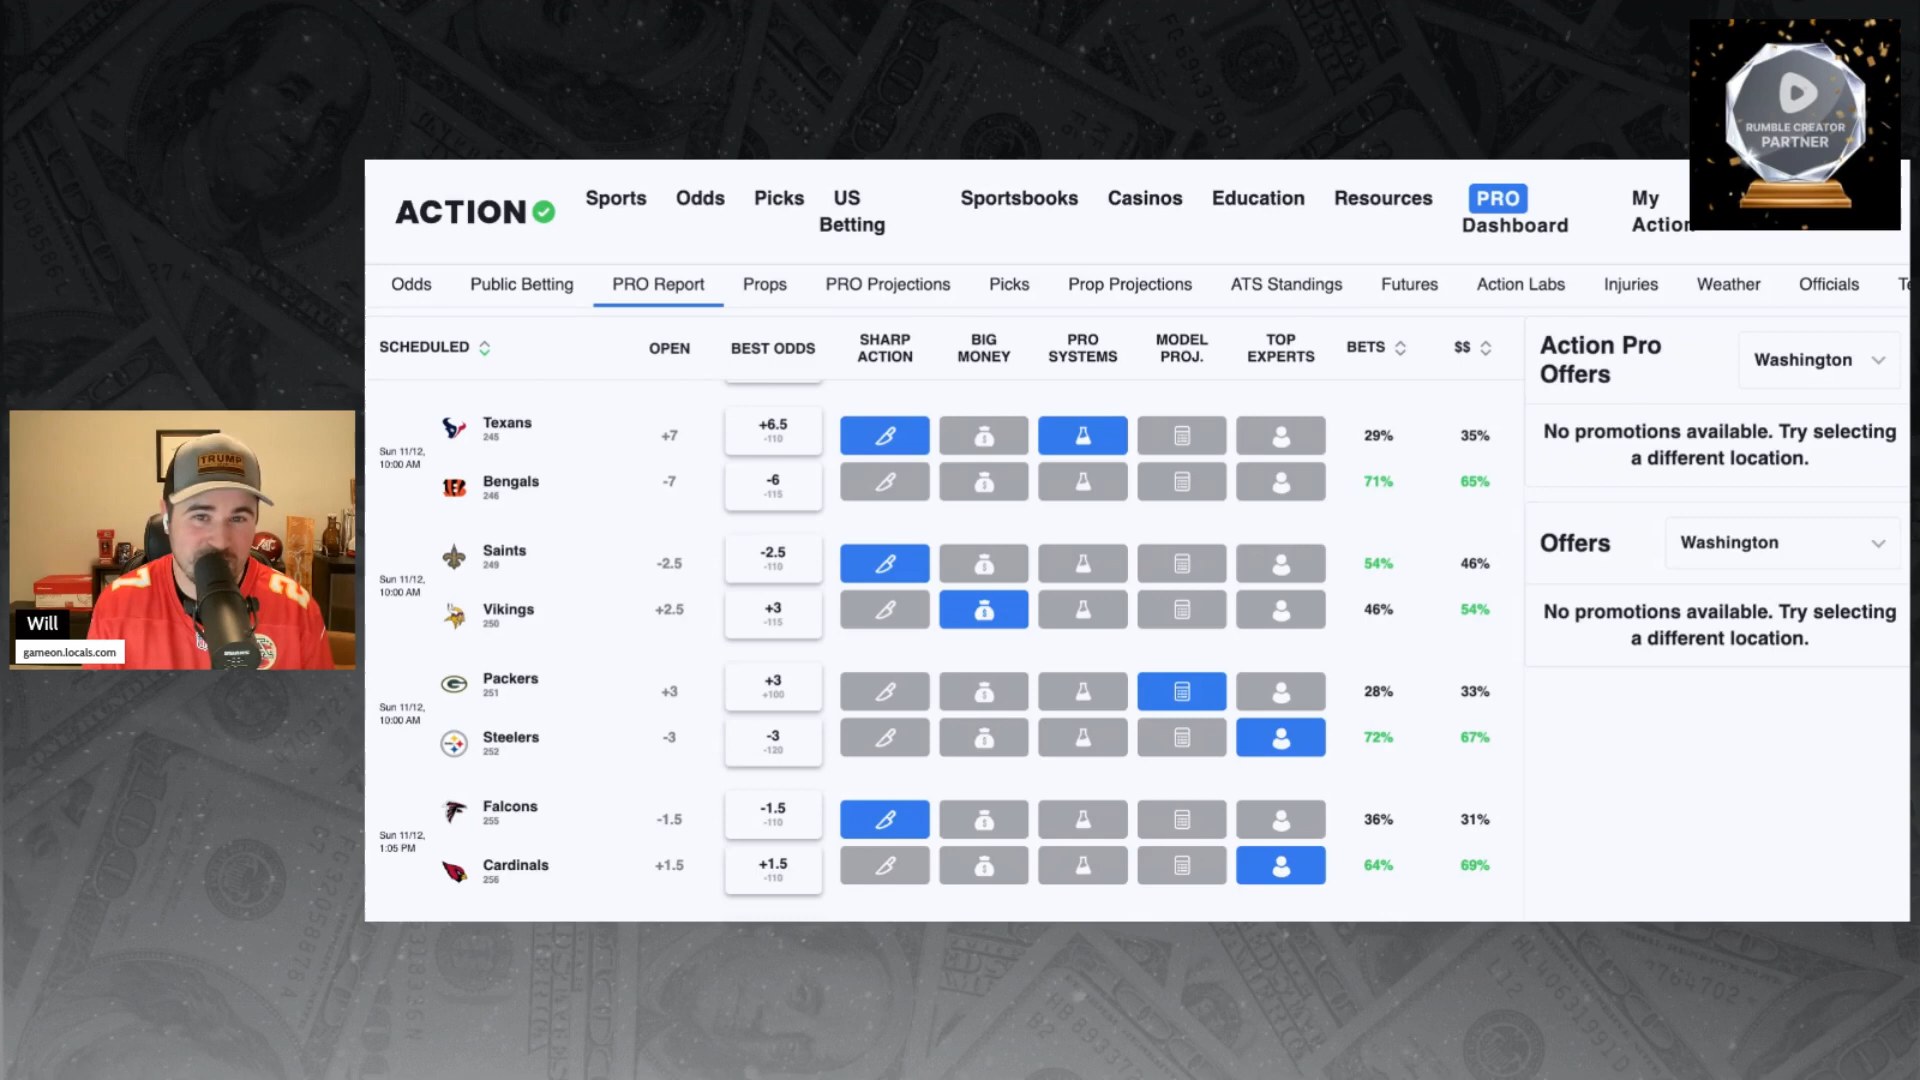 RUMBLE CREATOR
PARTNER
ACTION
Sports
Odds
Picks
US
Betting
Sportsbooks
Casinos
Education
Resources
PRO
Dashboard
My
Action
Odds
Public Betting
PRO Report
Props
PRO Projections
Picks
Prop Projections
ATS Standings
Futures
Action Labs
Injuries
Weather
Officials
SCHEDULED
OPEN
BEST ODDS
SHARP
ACTION
BIG
MONEY
PRO
SYSTEMS
MODEL
PROJ.
TOP
EXPERTS
BETS
$$
Sun 11/12,
10:00 AM
Texans
245
+7
+6.5
-110
29%
35%
Bengals
246
-7
-6
-115
71%
65%
Sun 11/12,
10:00 AM
Saints
249
-2.5
-2.5
-110
54%
46%
Vikings
250
+2.5
+3
-115
46%
54%
Sun 11/12,
10:00 AM
Packers
251
+3
+3
+100
28%
33%
Steelers
252
-3
-3
-120
72%
67%
Sun 11/12,
1:05 PM
Falcons
255
-1.5
-1.5
-110
36%
31%
Cardinals
256
+1.5
+1.5
-110
64%
69%
Action Pro
Offers
Washington
No promotions available. Try selecting
a different location.
Offers
Washington
No promotions available. Try selecting
a different location.
TRUMP
Will
gameon.locals.com